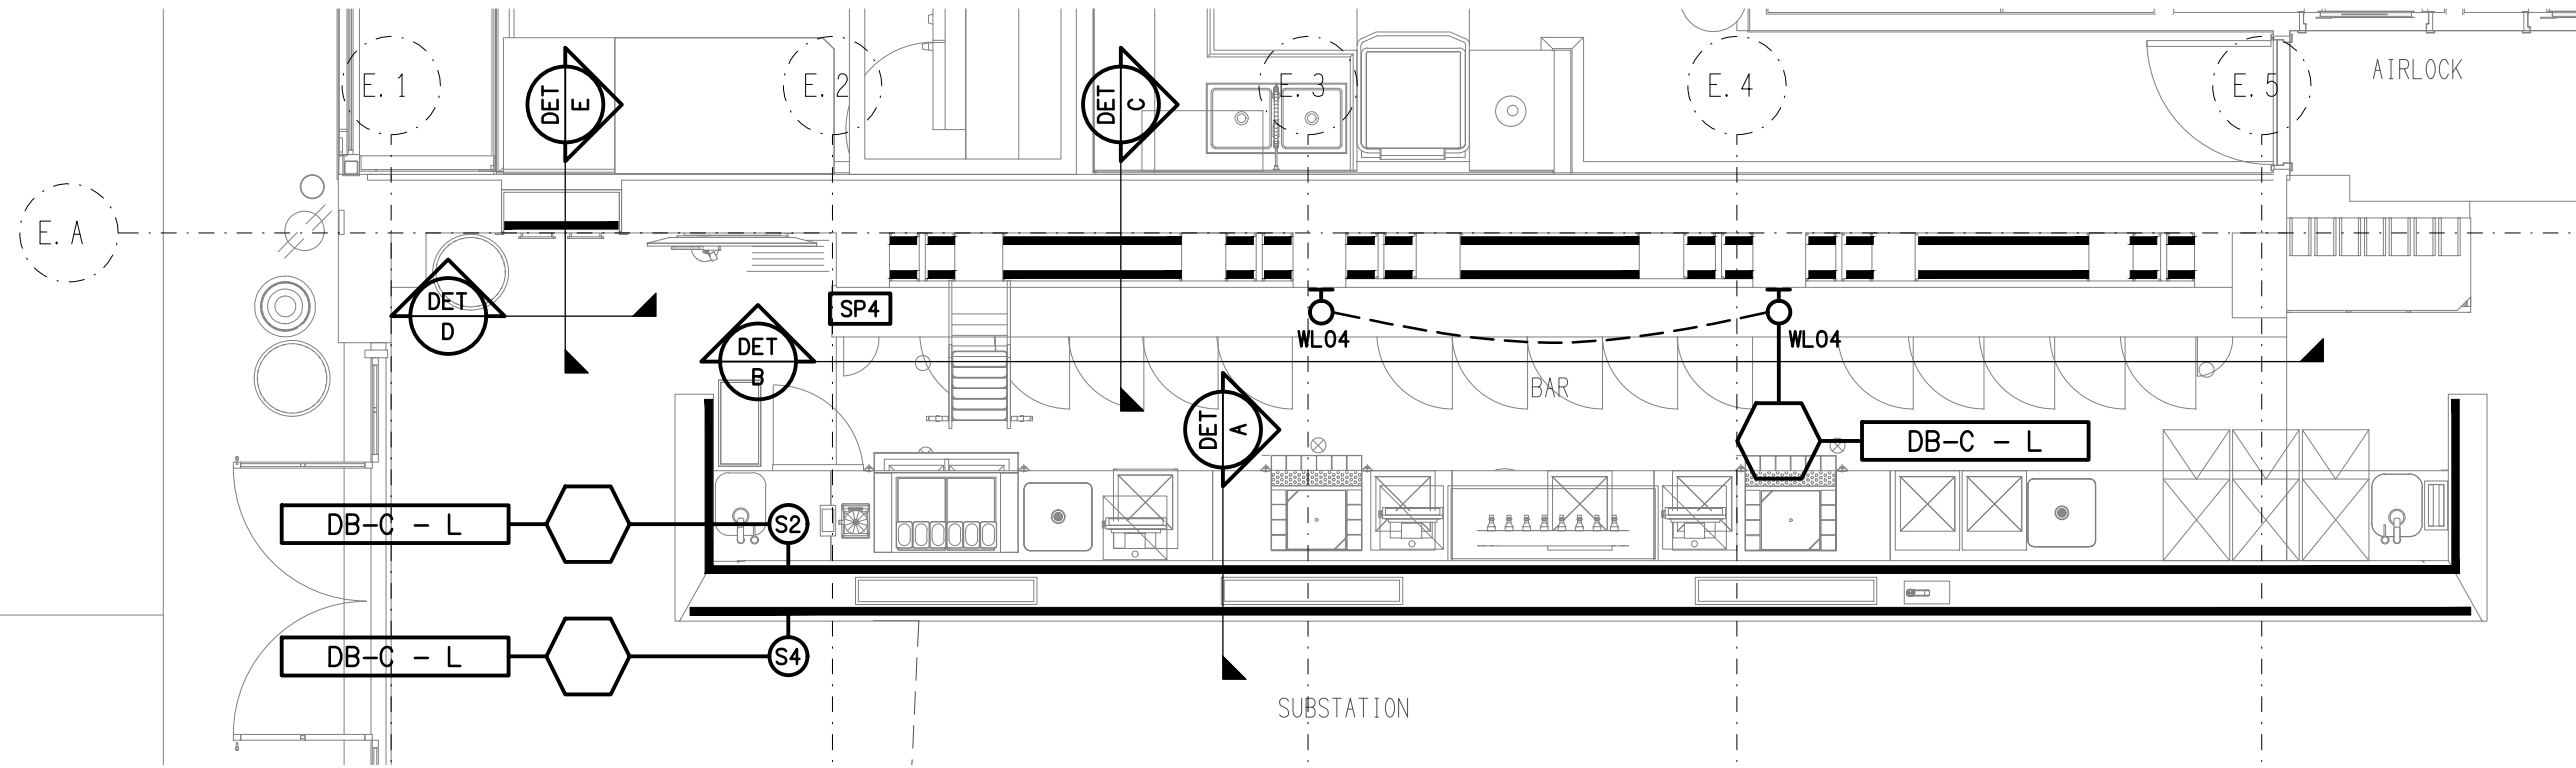 AIRLOCK
E.1
E.2
E.3
E.4
E.5
DET
E
DET
C
E.A
DET
D
SP4
WL04
WL04
DET
B
BAR
DET
A
DB-C - L
DB-C - L
S2
DB-C - L
S4
SUBSTATION